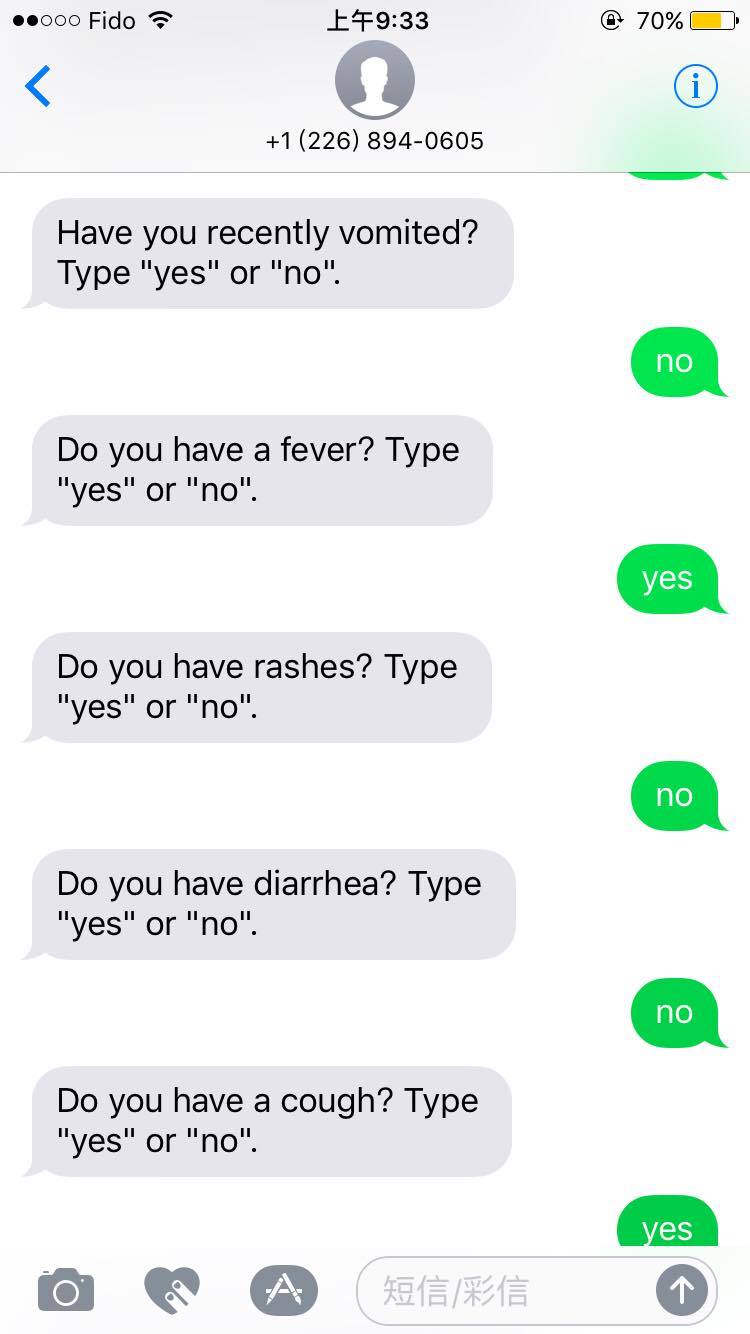 Fido 上午9:33 70%
+1 (226) 894-0605
Have you recently vomited?
Type "yes" or "no".
no
Do you have a fever? Type
"yes" or "no".
yes
Do you have rashes? Type
"yes" or "no".
no
Do you have diarrhea? Type
"yes" or "no".
no
Do you have a cough? Type
"yes" or "no".
yes
短信/彩信